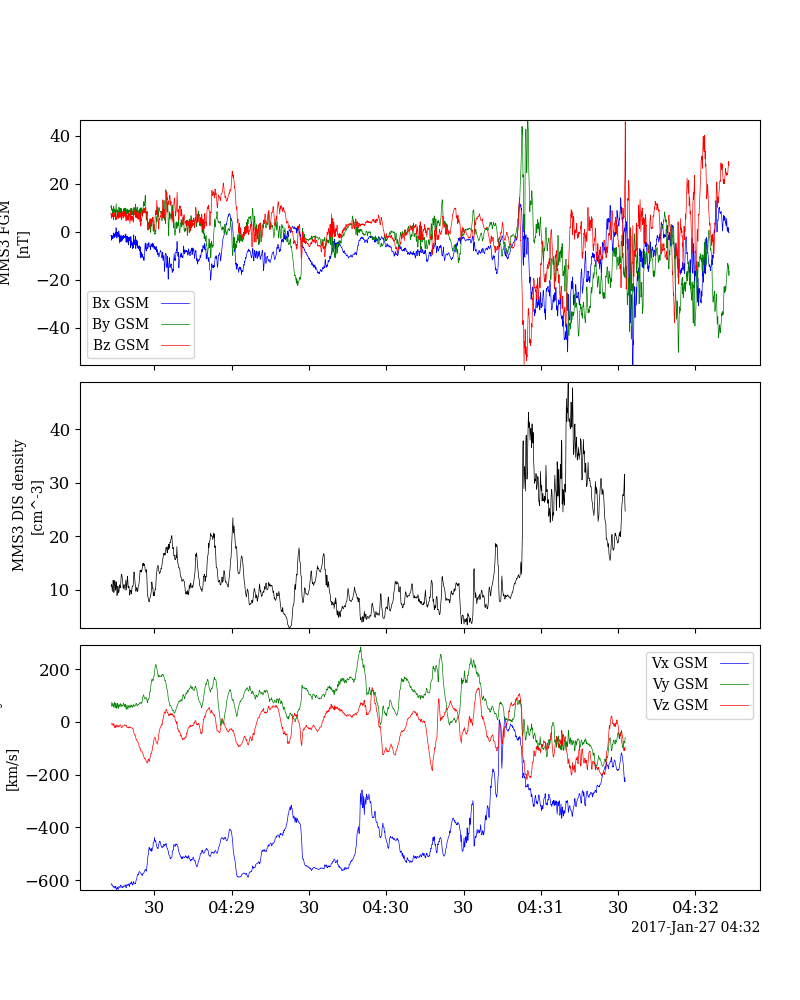 40
20
0
−20
−40
MMS3 FGM
[nT]
Bx GSM
By GSM
Bz GSM
40
30
20
10
MMS3 DIS density
[cm^-3]
200
0
−200
−400
−600
[km/s]
Vx GSM
Vy GSM
Vz GSM
30 04:29 30 04:30 30 04:31 30 04:32
2017-Jan-27 04:32